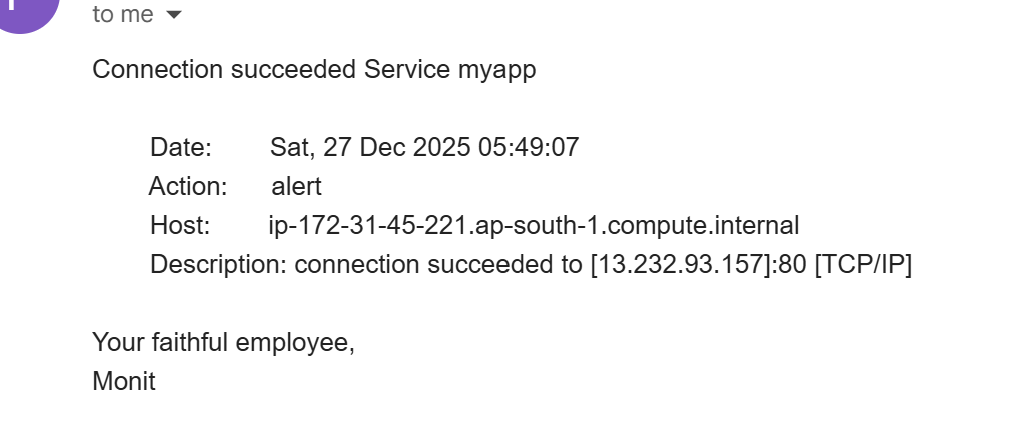 to me
Connection succeeded Service myapp
Date: Sat, 27 Dec 2025 05:49:07
Action: alert
Host: ip-172-31-45-221.ap-south-1.compute.internal
Description: connection succeeded to [13.232.93.157]:80 [TCP/IP]
Your faithful employee,
Monit